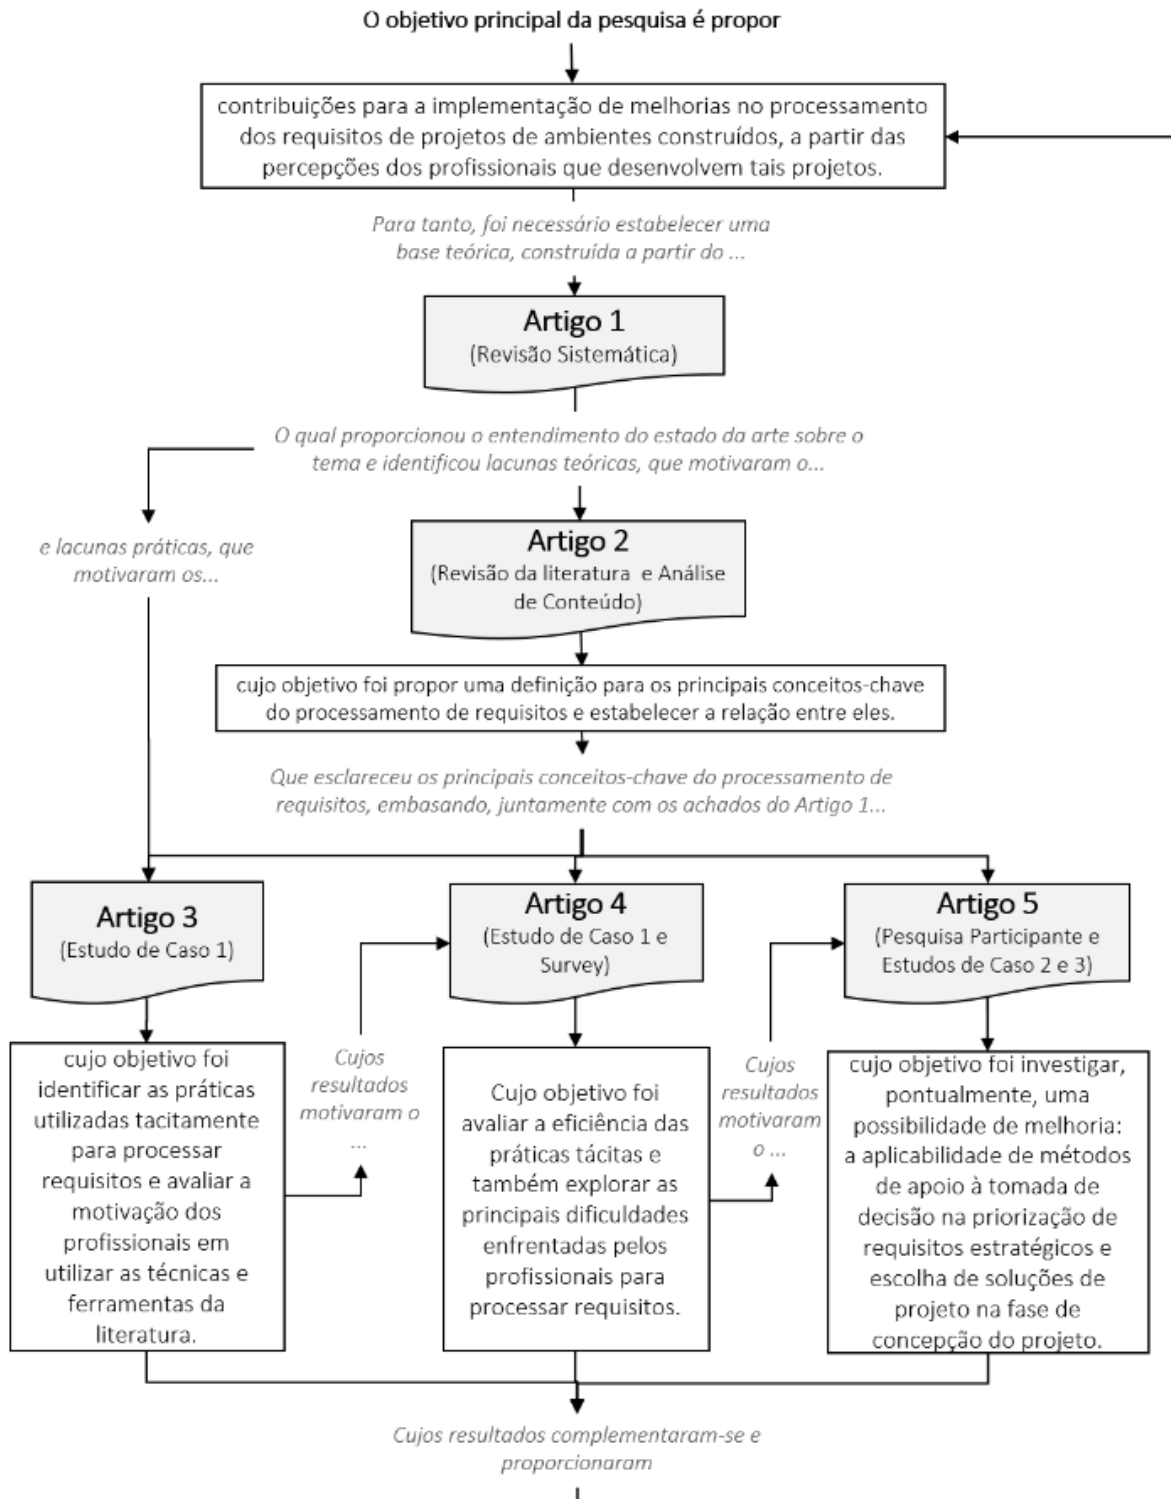 O objetivo principal da pesquisa é propor
contribuições para a implementação de melhorias no processamento
dos requisitos de projetos de ambientes construídos, a partir das
percepções dos profissionais que desenvolvem tais projetos.
Para tanto, foi necessário estabelecer uma
base teórica, construída a partir do ...
Artigo 1
(Revisão Sistemática)
O qual proporcionou o entendimento do estado da arte sobre o
tema e identificou lacunas teóricas, que motivaram o...
e lacunas práticas, que
motivaram os...
Artigo 2
(Revisão da literatura e Análise
de Conteúdo)
cujo objetivo foi propor uma definição para os principais conceitos-chave
do processamento de requisitos e estabelecer a relação entre eles.
Que esclareceu os principais conceitos-chave do processamento de
requisitos, embasando, juntamente com os achados do Artigo 1...
Artigo 3
(Estudo de Caso 1)
cujo objetivo foi
identificar as práticas
utilizadas tacitamente
para processar
requisitos e avaliar a
motivação dos
profissionais em
utilizar as técnicas e
ferramentas da
literatura.
Cujos
resultados
motivaram o
...
Artigo 4
(Estudo de Caso 1 e
Survey)
Cujo objetivo foi
avaliar a eficiência das
práticas tácitas e
também explorar as
principais dificuldades
enfrentadas pelos
profissionais para
processar requisitos.
Cujos
resultados
motivaram
o ...
Artigo 5
(Pesquisa Participante e
Estudos de Caso 2 e 3)
cujo objetivo foi investigar,
pontualmente, uma
possibilidade de melhoria:
a aplicabilidade de métodos
de apoio à tomada de
decisão na priorização de
requisitos estratégicos e
escolha de soluções de
projeto na fase de
concepção do projeto.
Cujos resultados complementaram-se e
proporcionaram